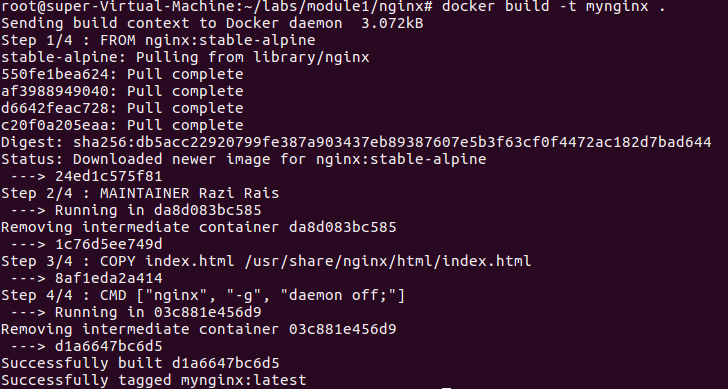 root@super-Virtual-Machine:~/labs/module1/nginx# docker build -t mynginx .
Sending build context to Docker daemon  3.072kB
Step 1/4 : FROM nginx:stable-alpine
stable-alpine: Pulling from library/nginx
550fe1bea624: Pull complete
af3988949040: Pull complete
d6642feac728: Pull complete
c20f0a205eaa: Pull complete
Digest: sha256:db5acc22920799fe387a903437eb89387607e5b3f63cf0f4472ac182d7bad644
Status: Downloaded newer image for nginx:stable-alpine
 ---> 24ed1c575f81
Step 2/4 : MAINTAINER Razi Rais
 ---> Running in da8d083bc585
Removing intermediate container da8d083bc585
 ---> 1c76d5ee749d
Step 3/4 : COPY index.html /usr/share/nginx/html/index.html
 ---> 8af1eda2a414
Step 4/4 : CMD ["nginx", "-g", "daemon off;"]
 ---> Running in 03c881e456d9
Removing intermediate container 03c881e456d9
 ---> d1a6647bc6d5
Successfully built d1a6647bc6d5
Successfully tagged mynginx:latest